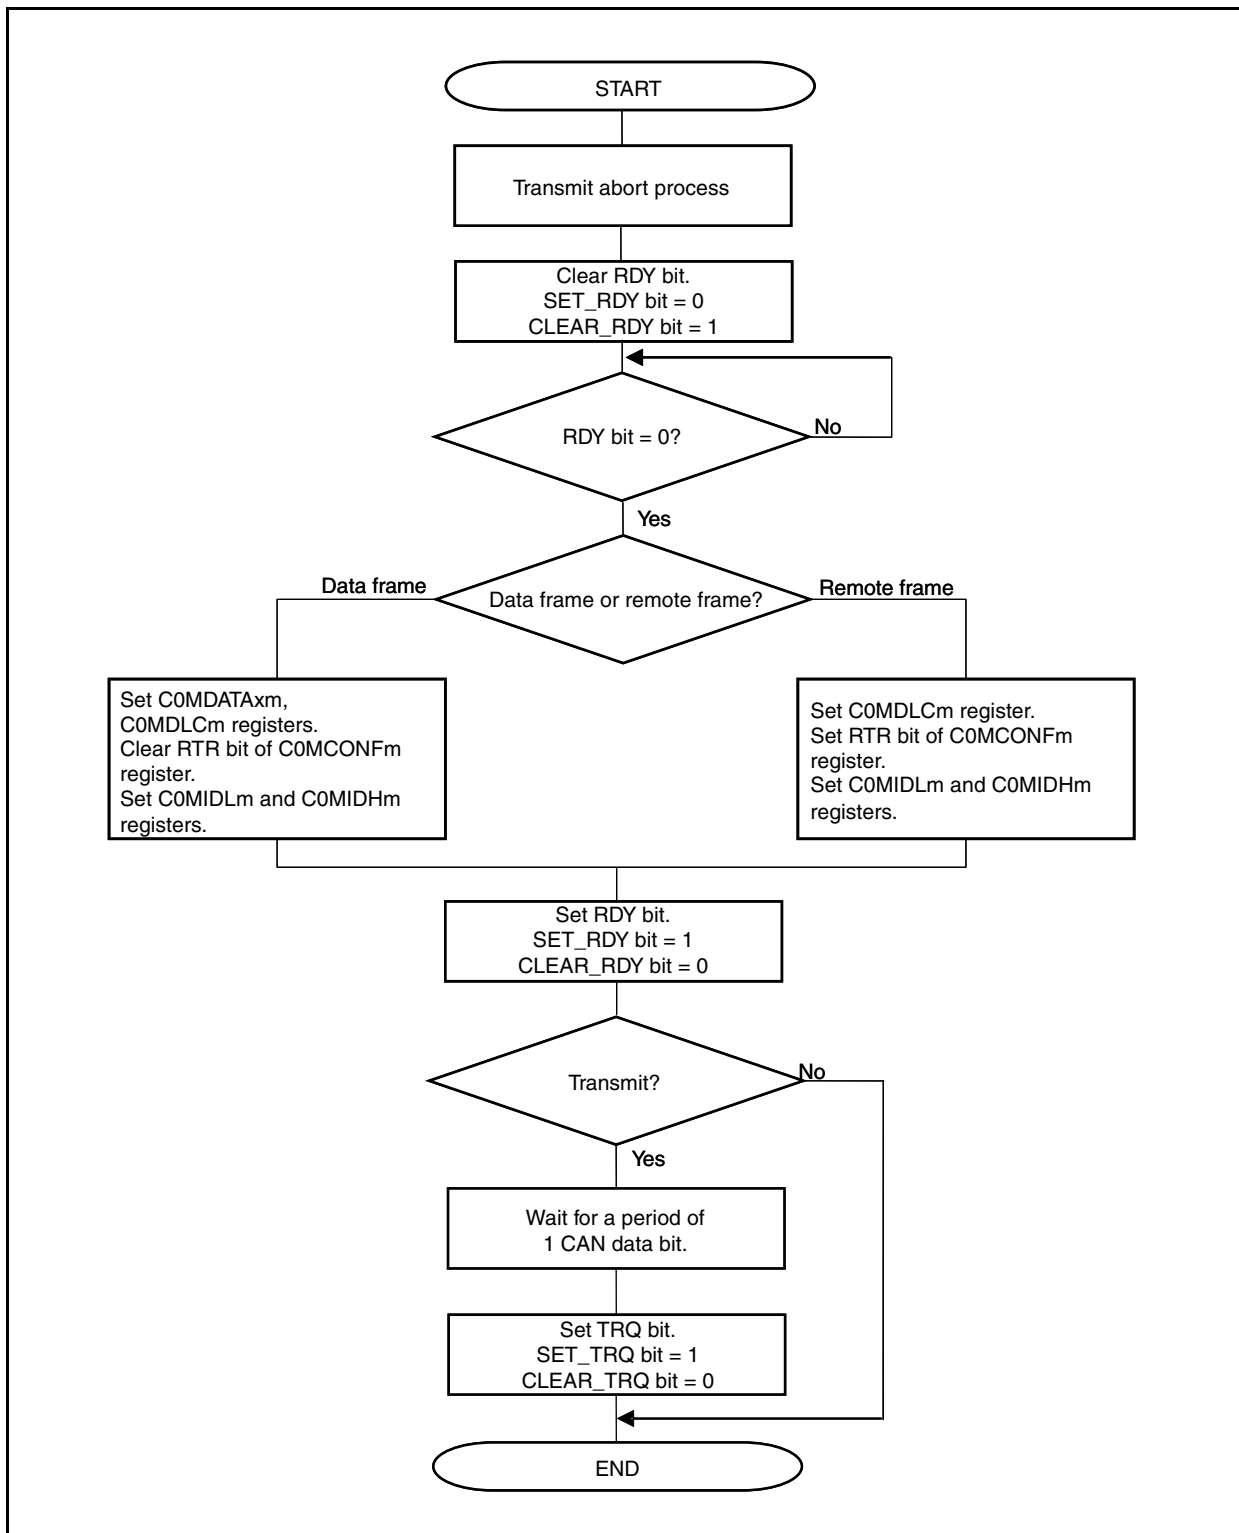 START
Transmit abort process
Clear RDY bit.
SET_RDY bit = 0
CLEAR_RDY bit = 1
RDY bit = 0?
No
Yes
Data frame
Data frame or remote frame?
Remote frame
Set C0MDATAxm,
C0MDLCm registers.
Clear RTR bit of C0MCONFm
register.
Set C0MIDLm and C0MIDHm
registers.
Set C0MDLCm register.
Set RTR bit of C0MCONFm
register.
Set C0MIDLm and C0MIDHm
registers.
Set RDY bit.
SET_RDY bit = 1
CLEAR_RDY bit = 0
Transmit?
No
Yes
Wait for a period of
1 CAN data bit.
Set TRQ bit.
SET_TRQ bit = 1
CLEAR_TRQ bit = 0
END